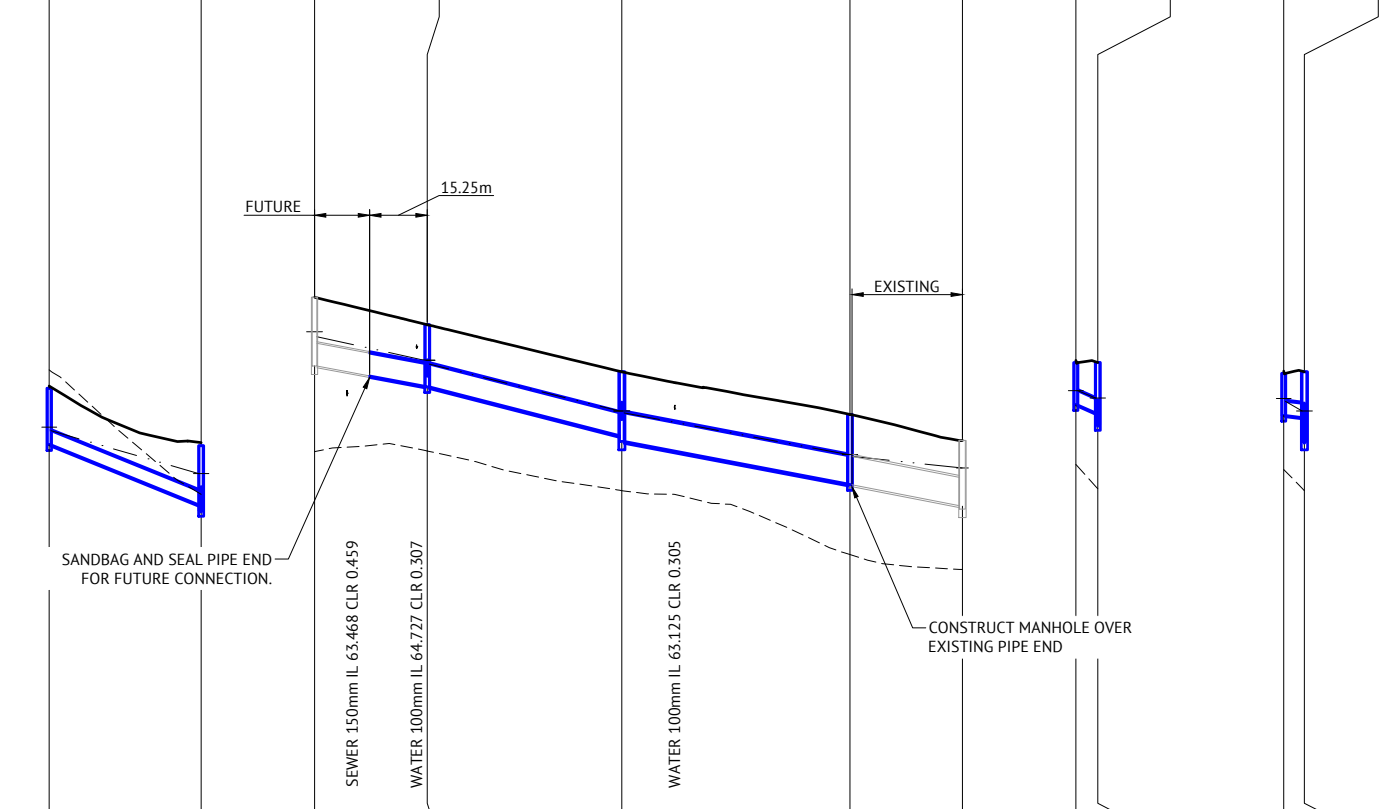 15.25m
FUTURE
EXISTING
SANDBAG AND SEAL PIPE END
FOR FUTURE CONNECTION.
SEWER 150mm IL 63.468 CLR 0.459
WATER 100mm IL 64.727 CLR 0.307
WATER 100mm IL 63.125 CLR 0.305
CONSTRUCT MANHOLE OVER
EXISTING PIPE END